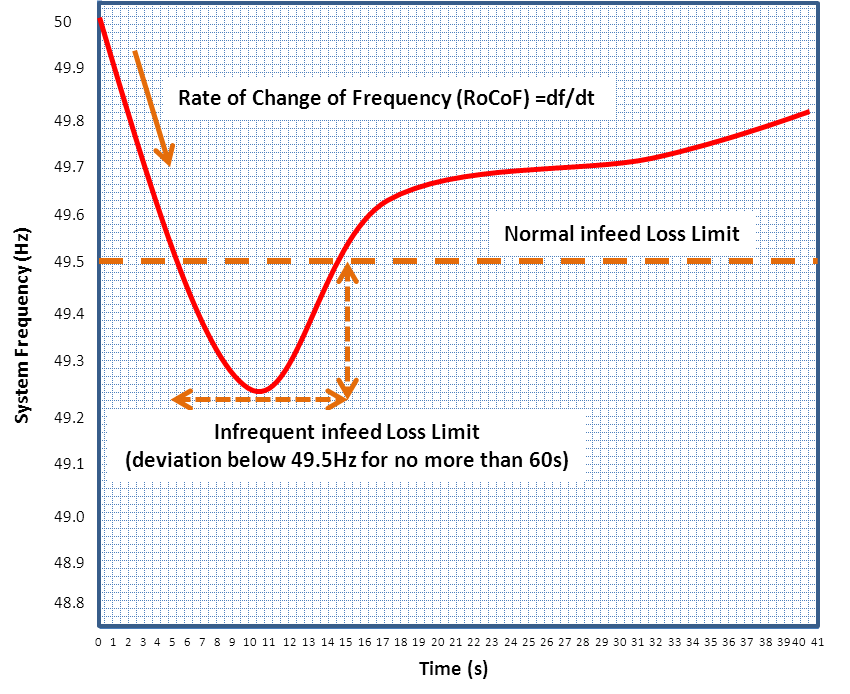 50
49.9
Rate of Change of Frequency (RoCoF) =df/dt
49.8
49.7
49.6
Normal infeed Loss Limit
49.5
49.4
49.3
49.2
Infrequent infeed Loss Limit
(deviation below 49.5Hz for no more than 60s)
49.1
49.0
48.9
48.8
System Frequency (Hz)
0 1 2 3 4 5 6 7 8 9 10 11 12 13 14 15 16 17 18 19 20 21 22 23 24 25 26 27 28 29 30 31 32 33 34 35 36 37 38 39 40 41
Time (s)